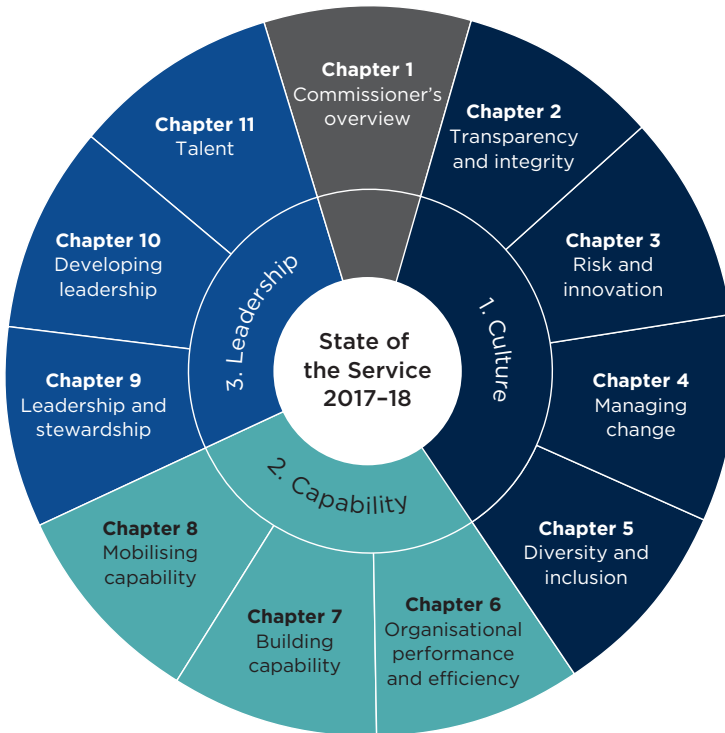 State of
the Service
2017–18
Chapter 1
Commissioner's
overview
1. Culture
Chapter 2
Transparency
and integrity
Chapter 3
Risk and
innovation
Chapter 4
Managing
change
Chapter 5
Diversity and
inclusion
2. Capability
Chapter 6
Organisational
performance
and efficiency
Chapter 7
Building
capability
Chapter 8
Mobilising
capability
3. Leadership
Chapter 9
Leadership and
stewardship
Chapter 10
Developing
leadership
Chapter 11
Talent